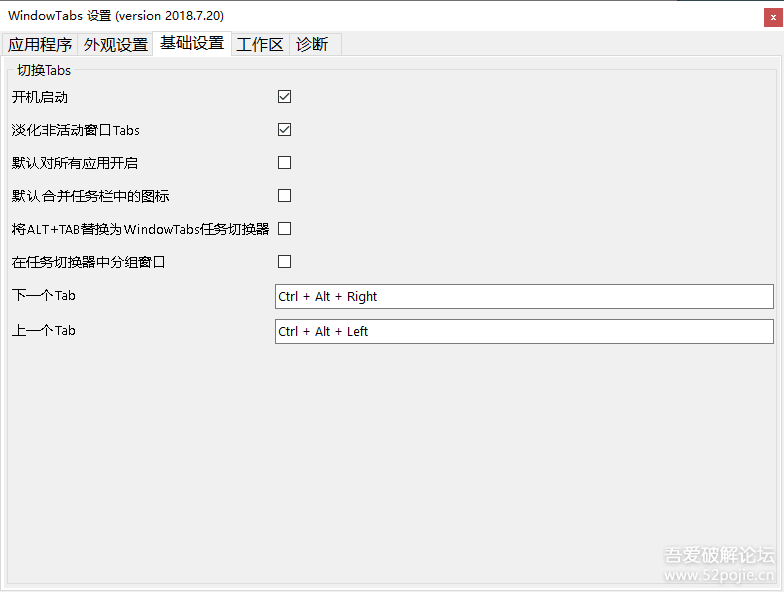 WindowTabs 设置 (version 2018.7.20)
x
应用程序 外观设置 基础设置 工作区 诊断
切换Tabs
开机启动
淡化非活动窗口Tabs
默认对所有应用开启
默认合并任务栏中的图标
将ALT+TAB替换为WindowTabs任务切换器
在任务切换器中分组窗口
下一个Tab Ctrl + Alt + Right
上一个Tab Ctrl + Alt + Left
吾爱破解论坛
www.52pojie.cn